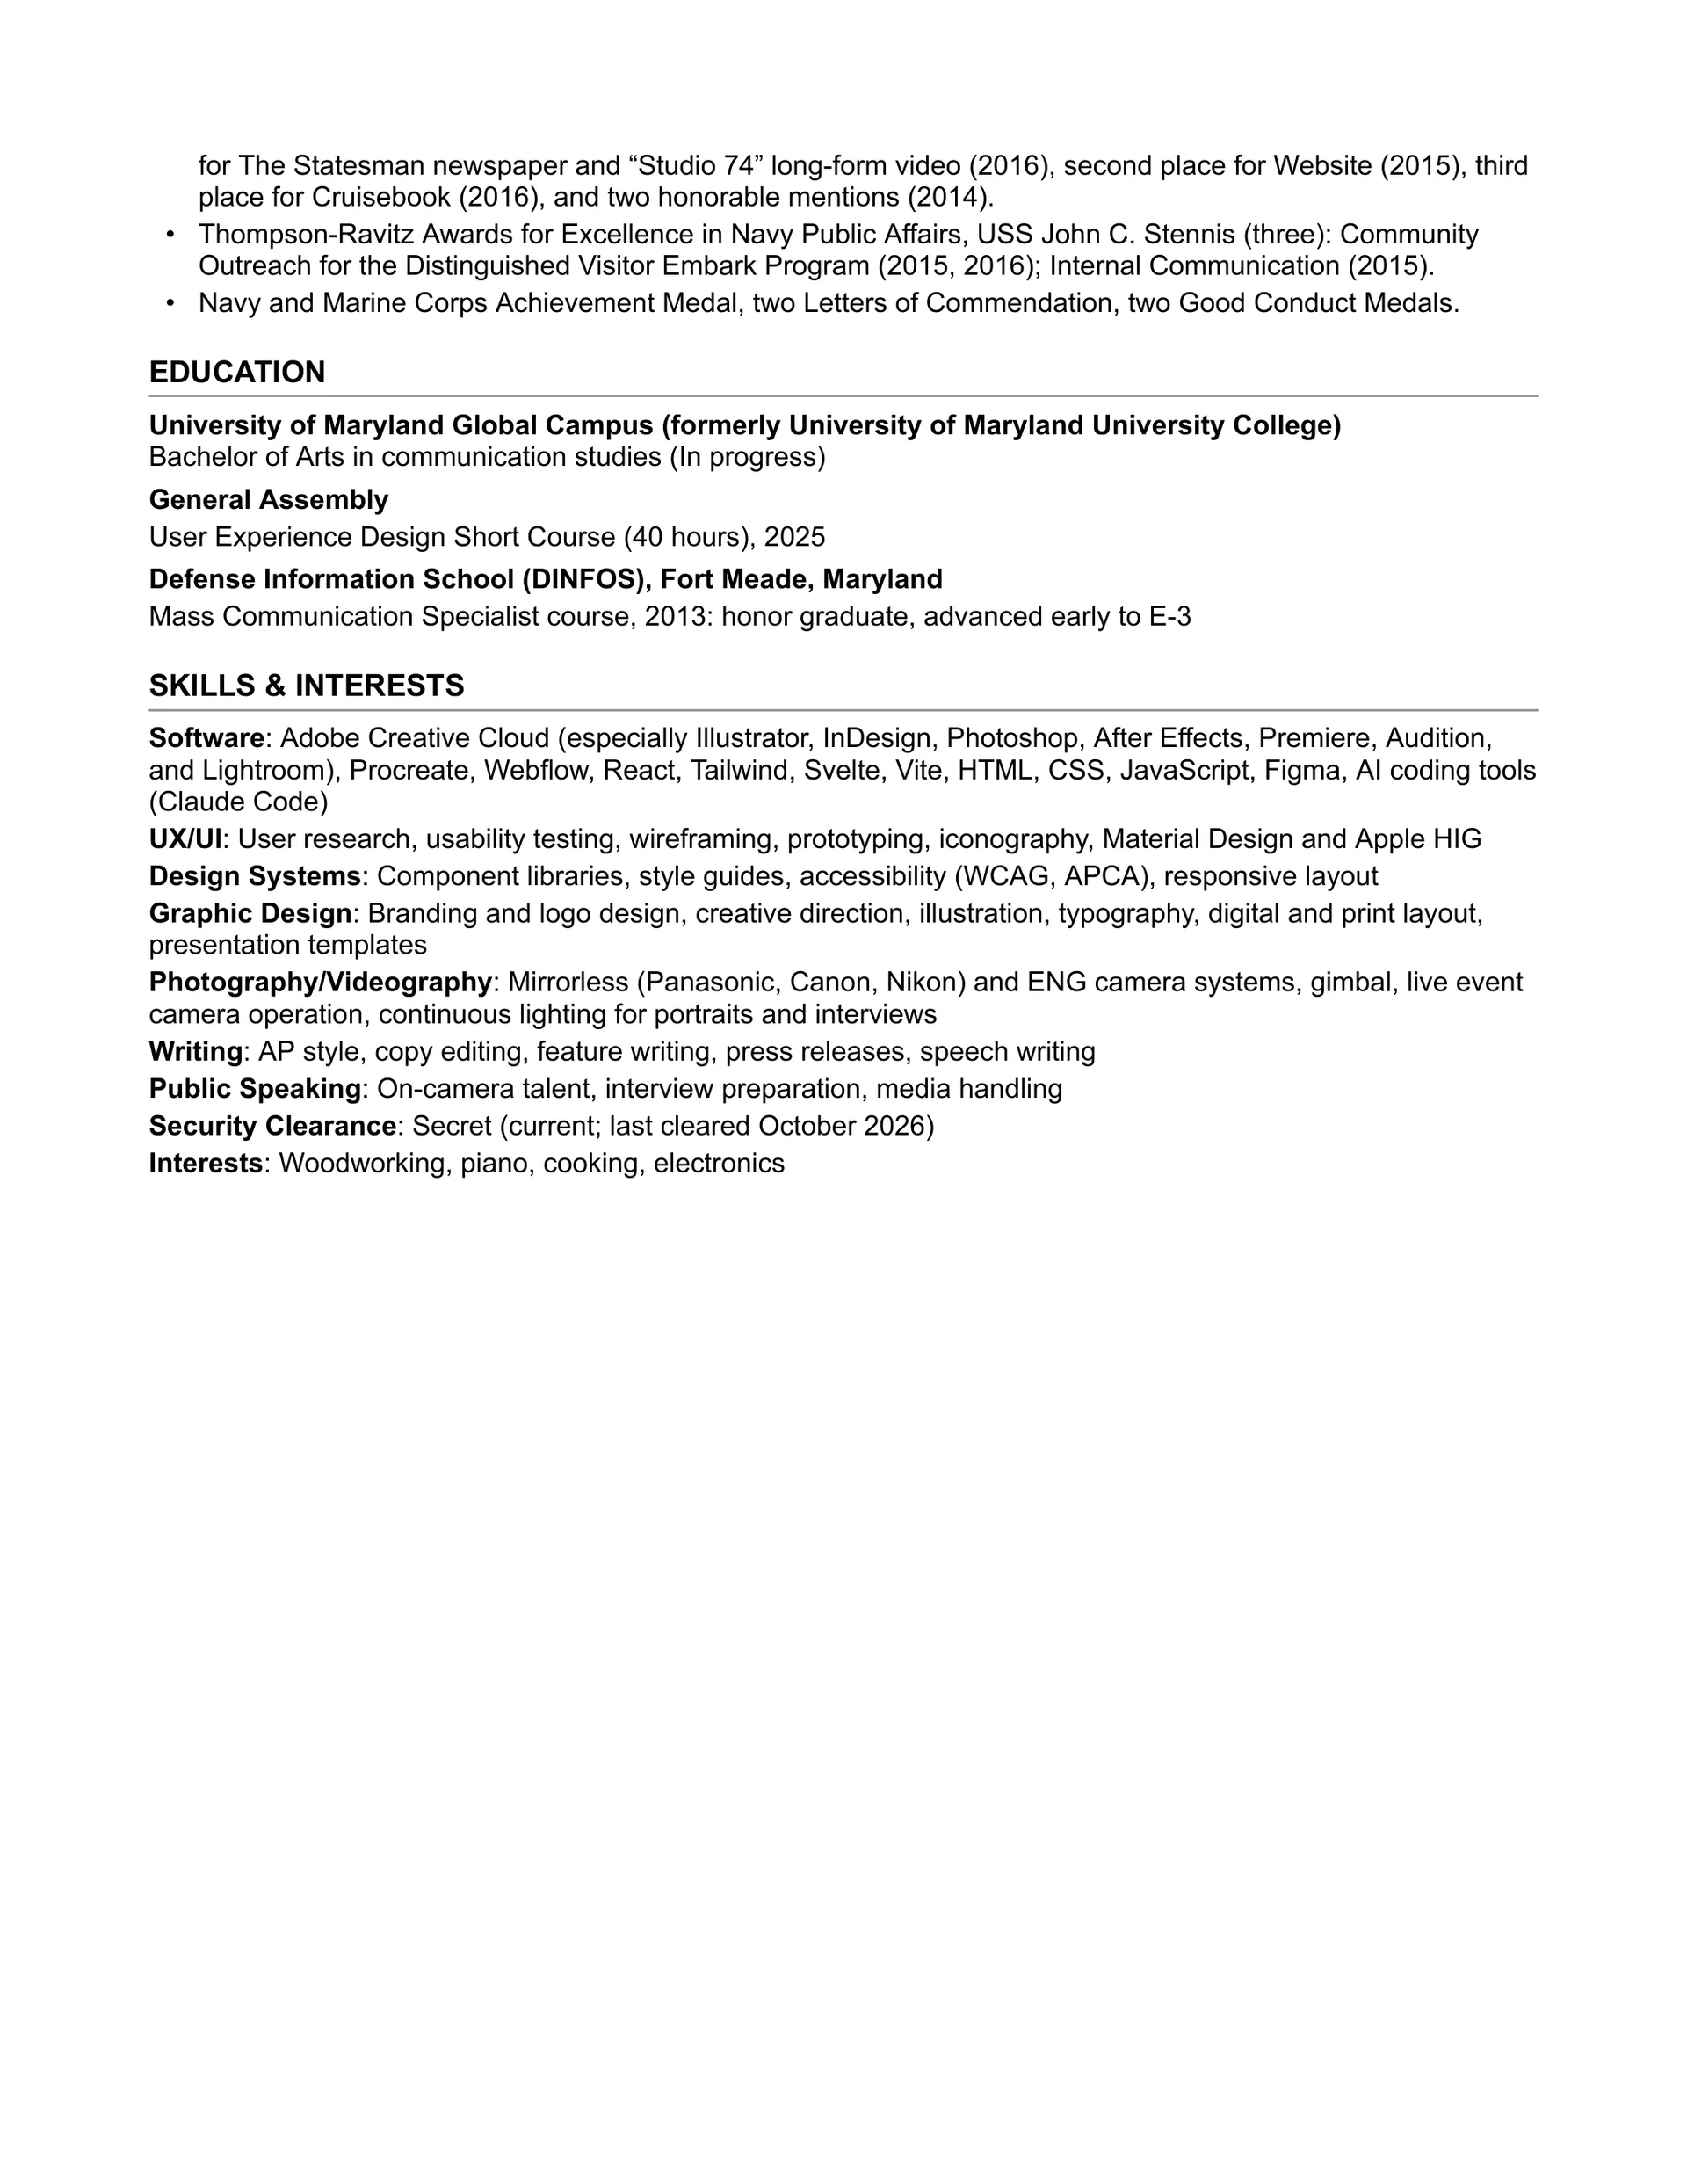 for The Statesman newspaper and “Studio 74” long-form video (2016), second place for Website (2015), third
place for Cruisebook (2016), and two honorable mentions (2014).
• Thompson-Ravitz Awards for Excellence in Navy Public Affairs, USS John C. Stennis (three): Community
Outreach for the Distinguished Visitor Embark Program (2015, 2016); Internal Communication (2015).
• Navy and Marine Corps Achievement Medal, two Letters of Commendation, two Good Conduct Medals.
EDUCATION
University of Maryland Global Campus (formerly University of Maryland University College)
Bachelor of Arts in communication studies (In progress)
General Assembly
User Experience Design Short Course (40 hours), 2025
Defense Information School (DINFOS), Fort Meade, Maryland
Mass Communication Specialist course, 2013: honor graduate, advanced early to E-3
SKILLS & INTERESTS
Software: Adobe Creative Cloud (especially Illustrator, InDesign, Photoshop, After Effects, Premiere, Audition,
and Lightroom), Procreate, Webflow, React, Tailwind, Svelte, Vite, HTML, CSS, JavaScript, Figma, AI coding tools
(Claude Code)
UX/UI: User research, usability testing, wireframing, prototyping, iconography, Material Design and Apple HIG
Design Systems: Component libraries, style guides, accessibility (WCAG, APCA), responsive layout
Graphic Design: Branding and logo design, creative direction, illustration, typography, digital and print layout,
presentation templates
Photography/Videography: Mirrorless (Panasonic, Canon, Nikon) and ENG camera systems, gimbal, live event
camera operation, continuous lighting for portraits and interviews
Writing: AP style, copy editing, feature writing, press releases, speech writing
Public Speaking: On-camera talent, interview preparation, media handling
Security Clearance: Secret (current; last cleared October 2026)
Interests: Woodworking, piano, cooking, electronics